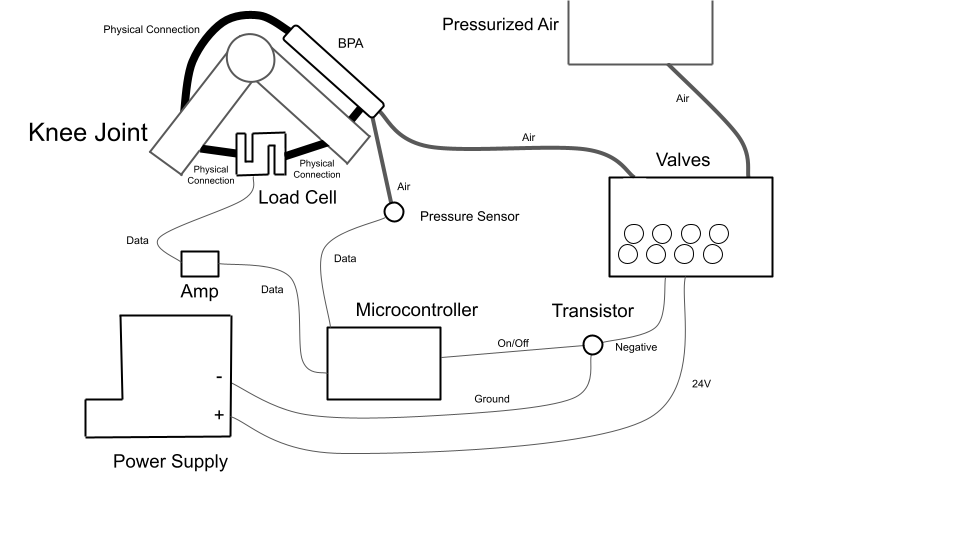 Pressurized Air
Physical Connection
BPA
Air
Knee Joint
Air
Valves
Physical
Connection
Physical
Connection
Load Cell
Air
Pressure Sensor
Data
Data
Amp
Data
Microcontroller
Transistor
On/Off
Negative
-
24V
Ground
+
Power Supply